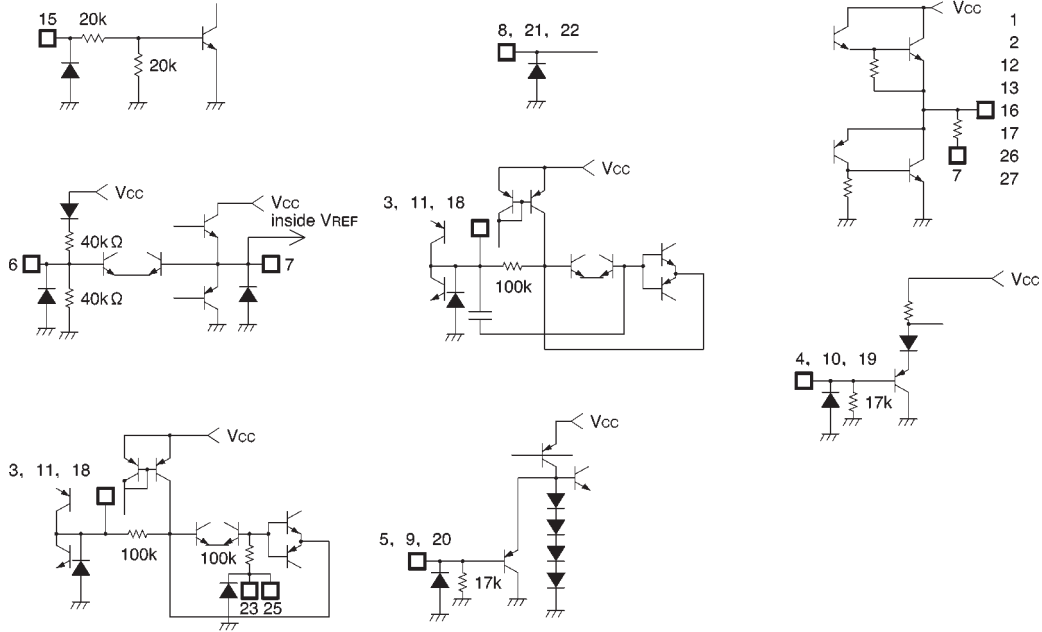 15
20k
20k
8, 21, 22
VCC
1
2
12
13
16
17
26
27
7
VCC
40kΩ
6
40kΩ
VCC
inside VREF
7
VCC
3, 11, 18
100k
VCC
4, 10, 19
17k
VCC
3, 11, 18
100k
100k
23 25
VCC
5, 9, 20
17k